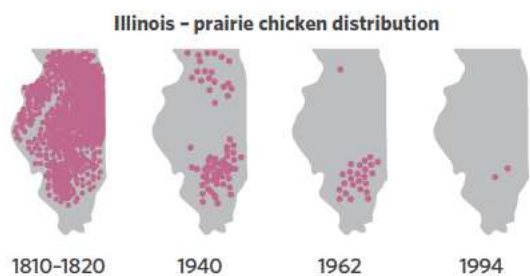 Illinois – prairie chicken distribution
1810–1820 1940 1962 1994